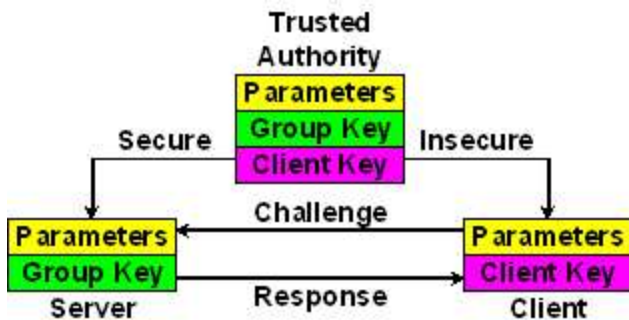 Trusted
Authority
Parameters
Group Key
Client Key
Secure
Insecure
Challenge
Parameters
Group Key
Server
Parameters
Client Key
Client
Response